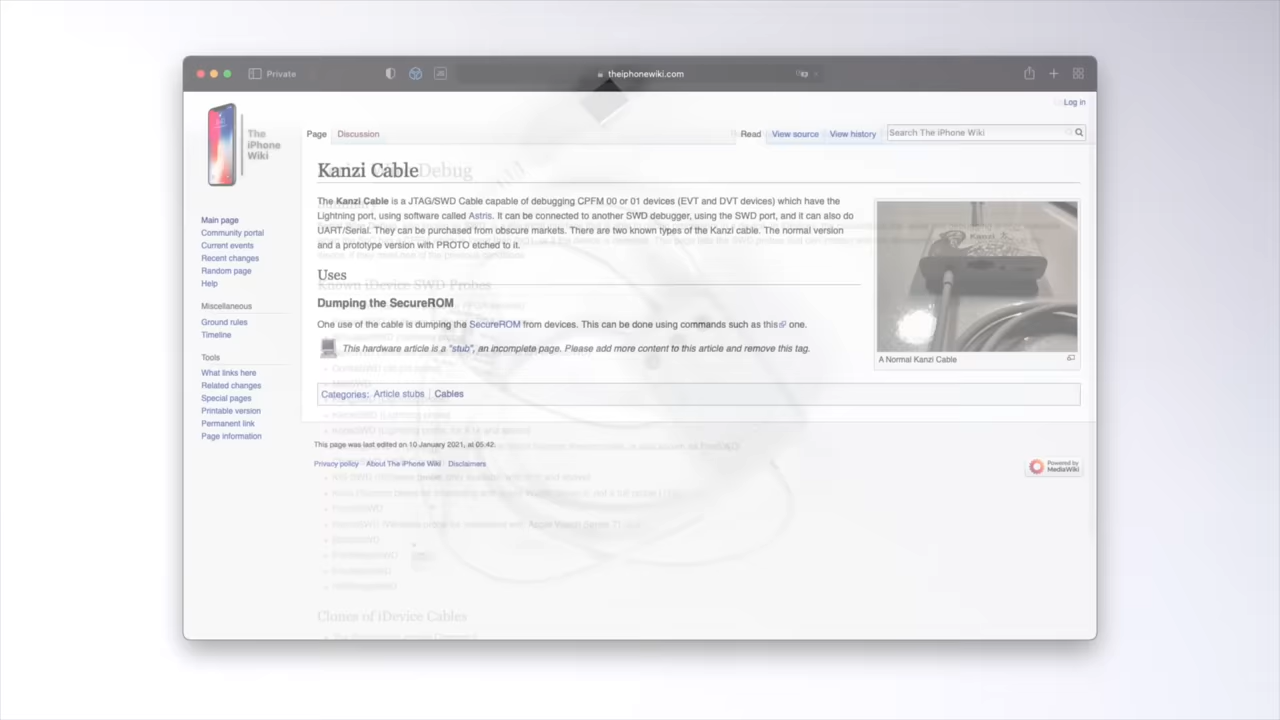 Private
theiphonewiki.com
Log in
The
iPhone
Wiki
Page
Discussion
Read
View source
View history
Search The iPhone Wiki
Kanzi Cable
Debug
The Kanzi Cable is a JTAG/SWD Cable capable of debugging CPFM 00 or 01 devices (EVT and DVT devices) which have the
Lightning port, using software called Astris. It can be connected to another SWD debugger, using the SWD port, and it can also do
UART/Serial. They can be purchased from obscure markets. There are two known types of the Kanzi cable. The normal version
and a prototype version with PROTO etched to it.
Kanzi
A Normal Kanzi Cable
Uses
Known iDevice SWD Probes
Dumping the SecureROM
One use of the cable is dumping the SecureROM from devices. This can be done using commands such as this one.
This hardware article is a "stub", an incomplete page. Please add more content to this article and remove this tag.
Categories: Article stubs | Cables
Main page
Community portal
Current events
Recent changes
Random page
Help
Miscellaneous
Ground rules
Timeline
Tools
What links here
Related changes
Special pages
Printable version
Permanent link
Page information
This page was last edited on 10 January 2021, at 05:42.
Privacy policy
About The iPhone Wiki
Disclaimers
Powered by
MediaWiki
Clones of iDevice Cables